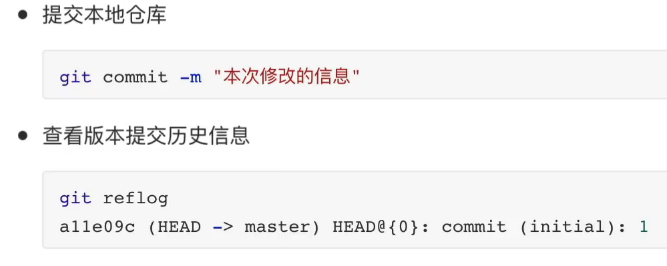 提交本地仓库
git commit -m "本次修改的信息"
查看版本提交历史信息
git reflog
a11e09c (HEAD -> master) HEAD@{0}: commit (initial): 1